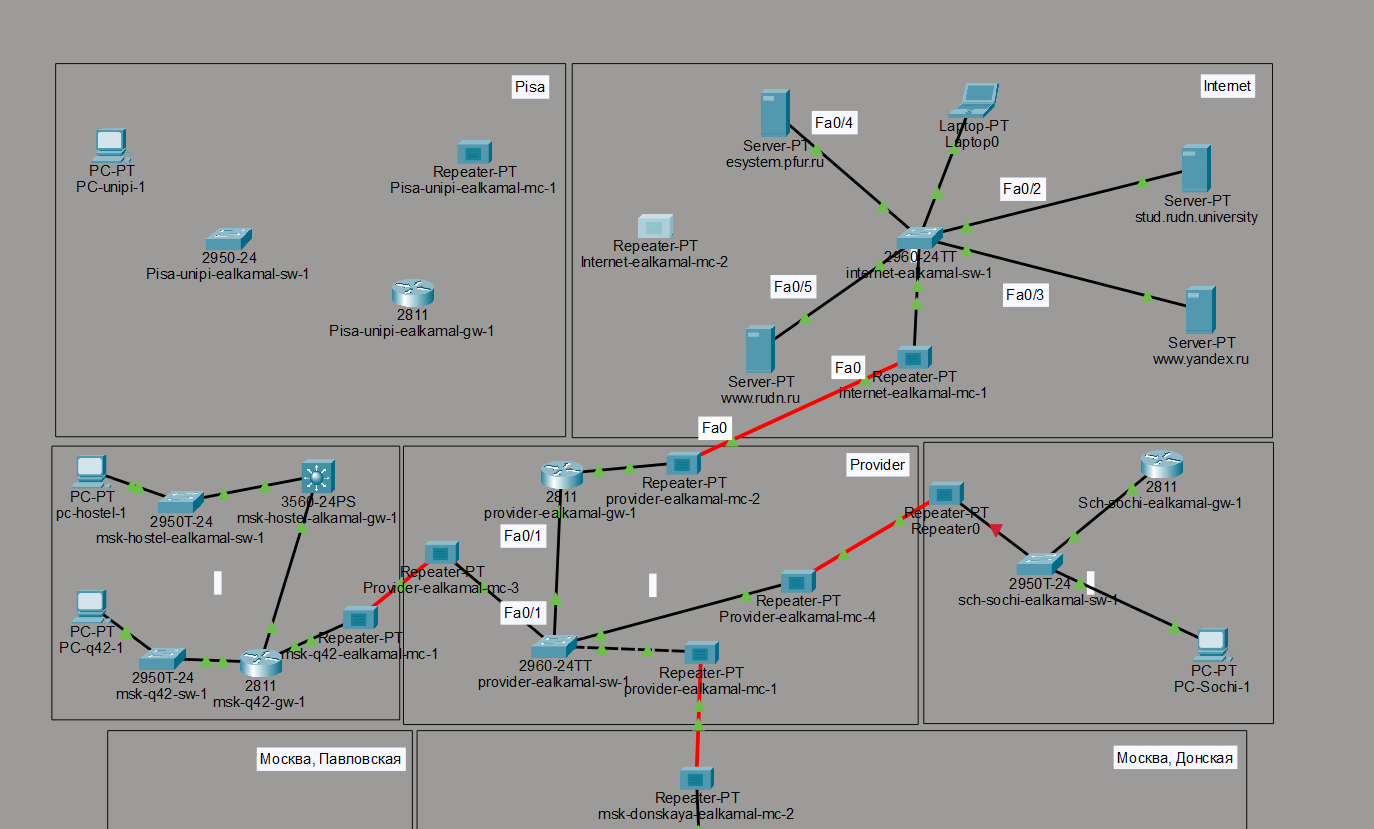 Pisa
PC-PT
PC-unipi-1
Repeater-PT
Pisa-unipi-ealkamal-mc-1
2950-24
Pisa-unipi-ealkamal-sw-1
2811
Pisa-unipi-ealkamal-gw-1
Internet
Fa0/4
Server-PT
esystem.pfur.ru
Laptop-PT
Laptop0
Fa0/2
Server-PT
stud.rudn.university
Repeater-PT
Internet-ealkamal-mc-2
2960-24TT
internet-ealkamal-sw-1
Fa0/5
Fa0/3
Server-PT
www.yandex.ru
Server-PT
www.rudn.ru
Fa0
Repeater-PT
internet-ealkamal-mc-1
Fa0
PC-PT
pc-hostel-1
2950T-24
msk-hostel-ealkamal-sw-1
3560-24PS
msk-hostel-alkamal-gw-1
PC-PT
PC-q42-1
2950T-24
msk-q42-sw-1
2811
msk-q42-gw-1
Repeater-PT
msk-q42-ealkamal-mc-1
Provider
2811
provider-ealkamal-gw-1
Repeater-PT
provider-ealkamal-mc-2
Fa0/1
Repeater-PT
Provider-ealkamal-mc-3
Fa0/1
Repeater-PT
Provider-ealkamal-mc-4
2960-24TT
provider-ealkamal-sw-1
Repeater-PT
provider-ealkamal-mc-1
2811
Sch-sochi-ealkamal-gw-1
Repeater-PT
Repeater0
2950T-24
sch-sochi-ealkamal-sw-1
PC-PT
PC-Sochi-1
Москва, Павловская
Москва, Донская
Repeater-PT
msk-donskaya-ealkamal-mc-2